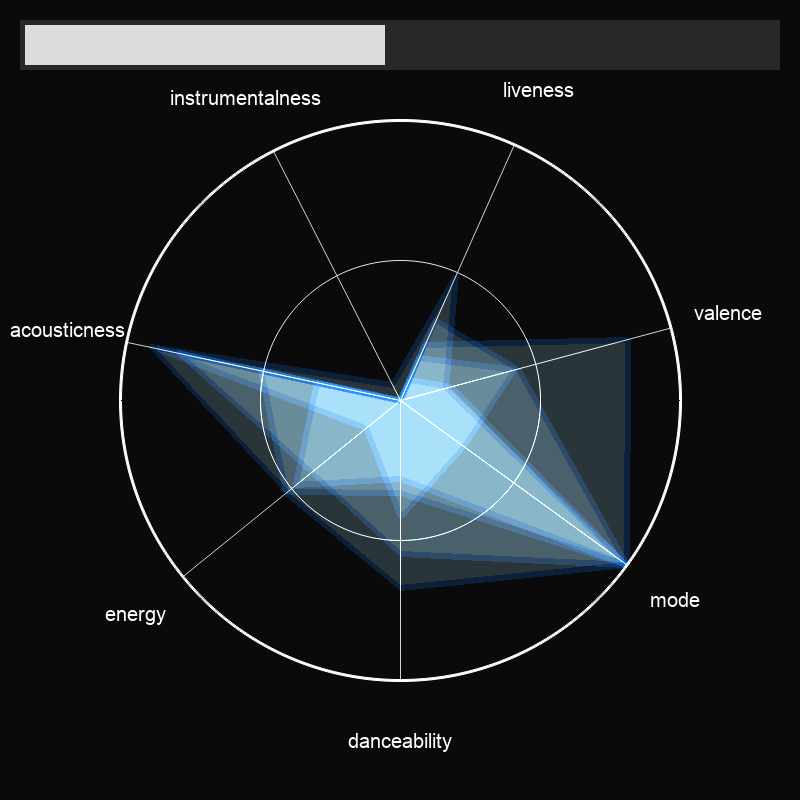 liveness
instrumentalness
valence
acousticness
mode
energy
danceability